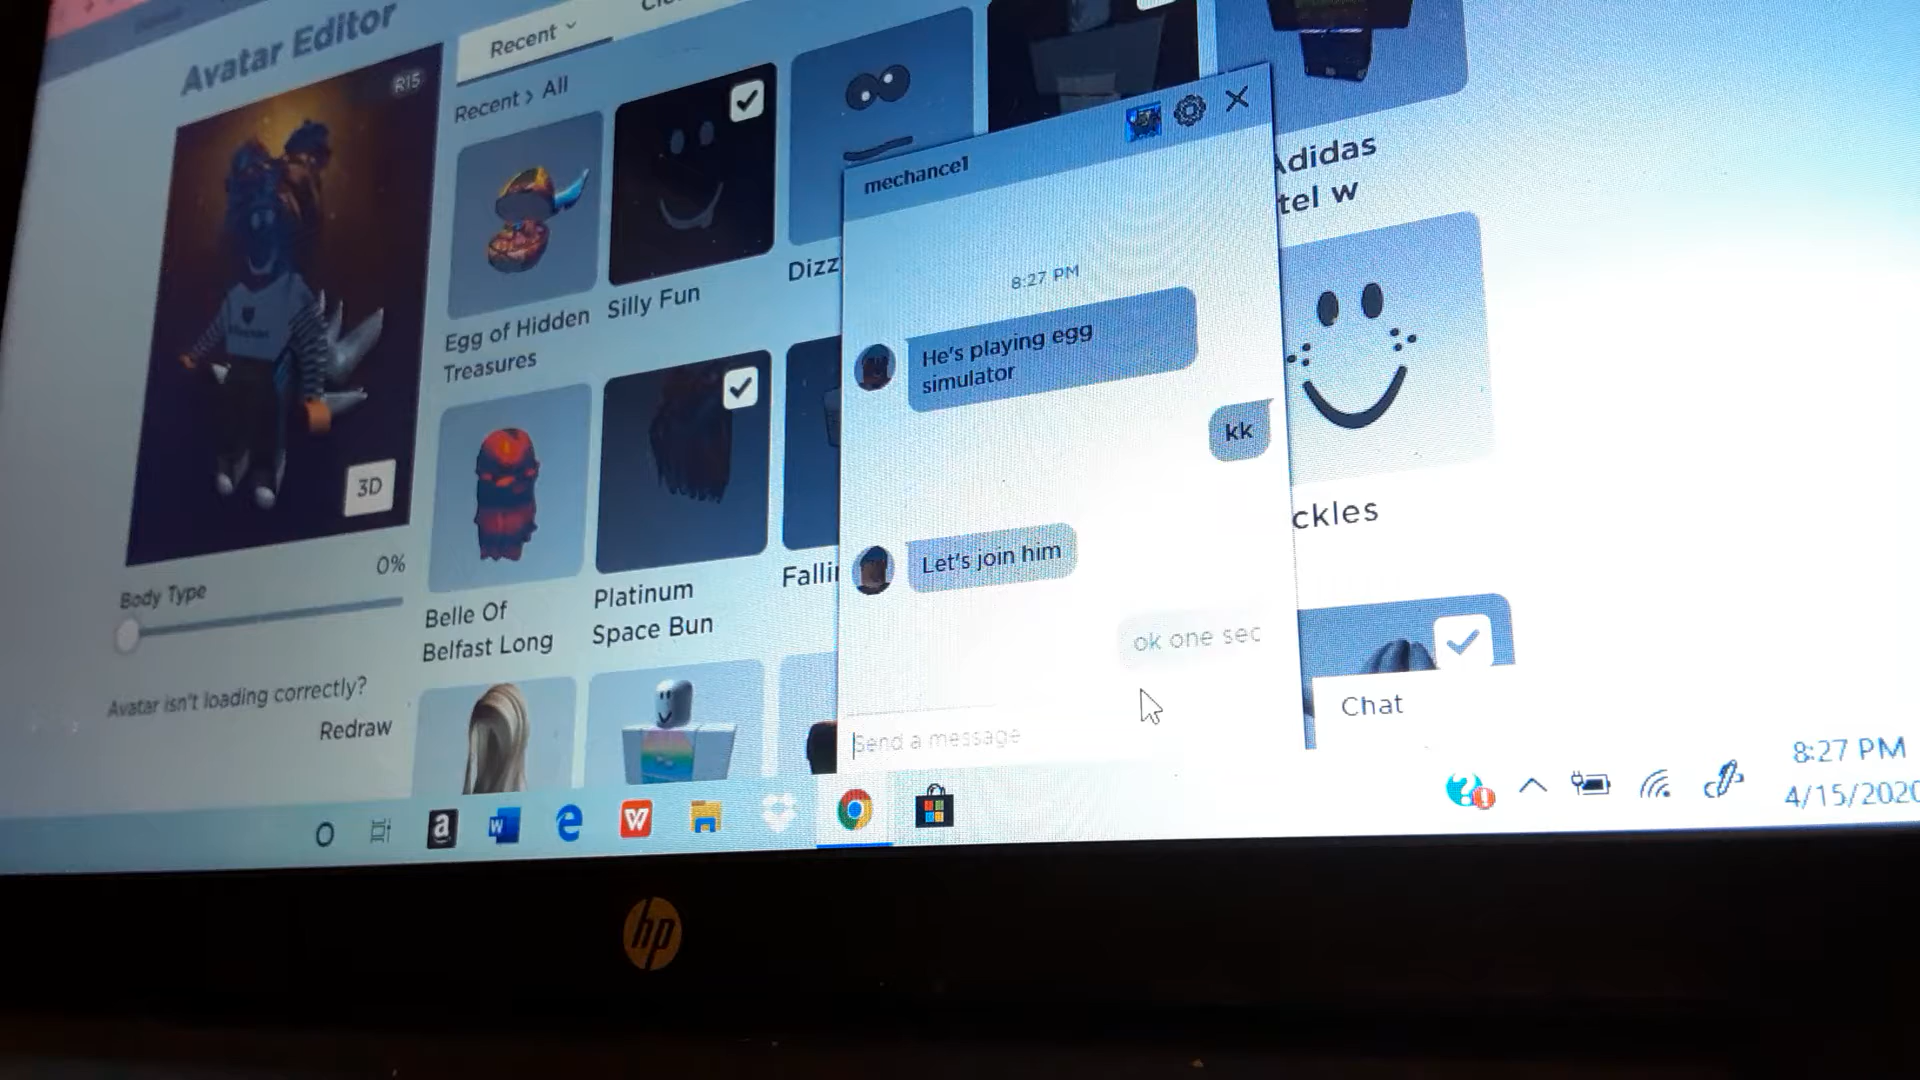 Avatar Editor
R15
3D
0%
Body Type
Avatar isn't loading correctly?
Redraw
Recent
Recent > All
Egg of Hidden
Treasures
Silly Fun
Dizz
Belle Of
Belfast Long
Platinum
Space Bun
Fallin
mechance1
8:27 PM
He's playing egg
simulator
kk
Let's join him
ok one sec
Send a message
Adidas
tel w
ckles
Chat
8:27 PM
4/15/2020
hp